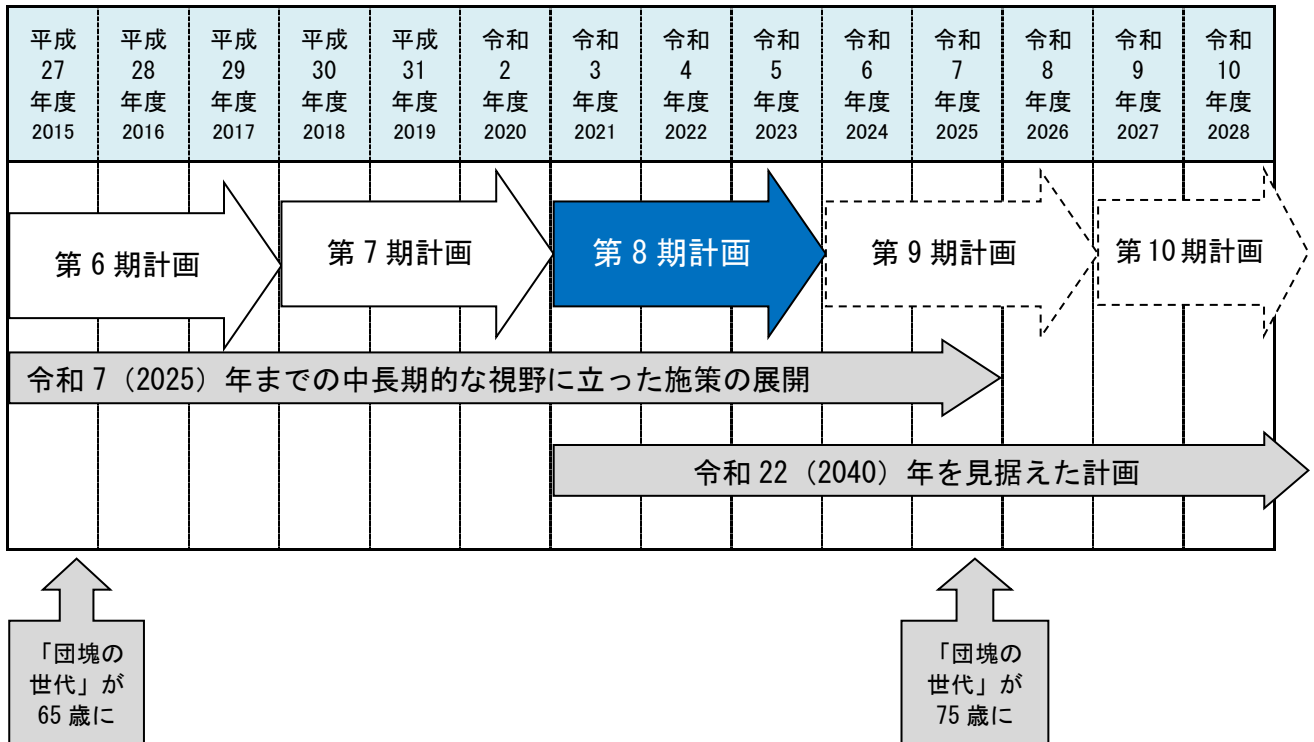 平成 平成 平成 平成 平成 令和 令和 令和 令和 令和 令和 令和 令和 令和
27 28 29 30 31 2 3 4 5 6 7 8 9 10
年度 年度 年度 年度 年度 年度 年度 年度 年度 年度 年度 年度 年度 年度
2015 2016 2017 2018 2019 2020 2021 2022 2023 2024 2025 2026 2027 2028
第6期計画 第7期計画 第8期計画 第9期計画 第10期計画
令和7(2025)年までの中長期的な視野に立った施策の展開
令和22(2040)年を見据えた計画
「団塊の
世代」が
65歳に
「団塊の
世代」が
75歳に